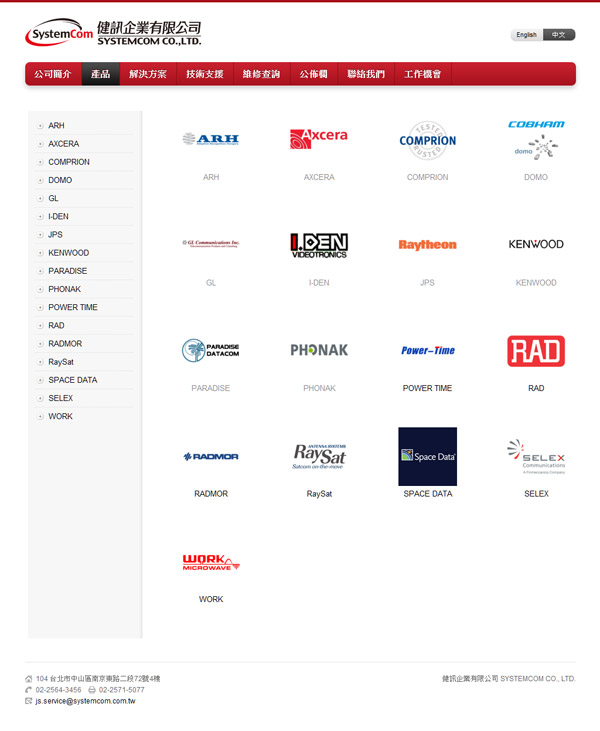 SystemCom 健訊企業有限公司
SYSTEMCOM CO.,LTD.
English 中文
公司簡介 產品 解決方案 技術支援 維修查詢 公佈欄 聯絡我們 工作機會
ARH
AXCERA
COMPRION
DOMO
GL
I-DEN
JPS
KENWOOD
PARADISE
PHONAK
POWER TIME
RAD
RADMOR
RaySat
SPACE DATA
SELEX
WORK
ARH Axcera TESTED COMPRION TRUSTED COBHAM
domo
ARH AXCERA COMPRION DOMO
GL Communications Inc. I.DEN VIDEOTRONICS Raytheon KENWOOD
GL I-DEN JPS KENWOOD
PARADISE DATACOM PHONAK Power-Time RAD
PARADISE PHONAK POWER TIME RAD
RADMOR ANTENNA SYSTEMS RaySat Satcom on-the-move Space Data SELEX Communications
A Finmeccanica Company
RADMOR RaySat SPACE DATA SELEX
WORK
MICROWAVE
WORK
104 台北市中山區南京東路二段72號4樓 健訊企業有限公司 SYSTEMCOM CO., LTD.
02-2564-3456 02-2571-5077
js.service@systemcom.com.tw